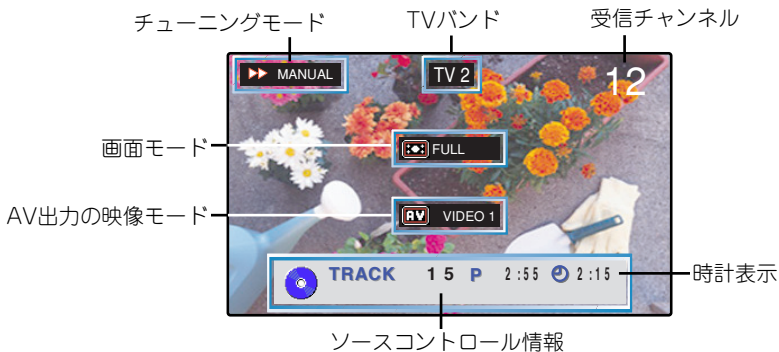 チューニングモード
TVバンド
受信チャンネル
MANUAL
TV 2
12
画面モード
FULL
AV出力の映像モード
AV VIDEO 1
TRACK 15 P 2:55 2:15
時計表示
ソースコントロール情報